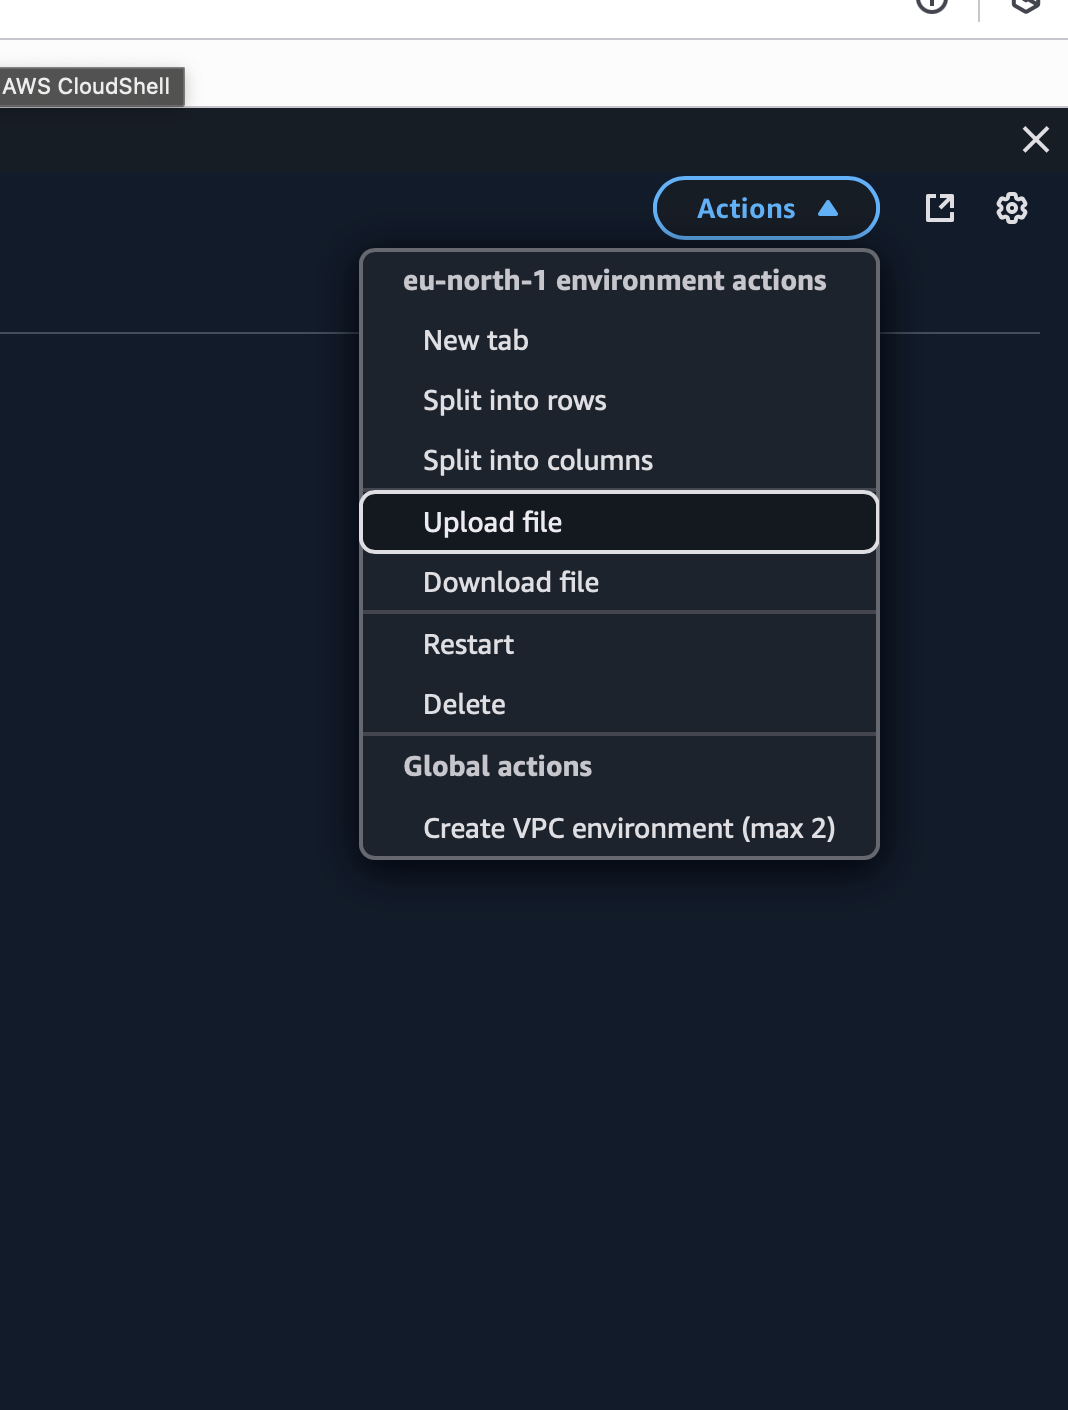 AWS CloudShell
Actions
eu-north-1 environment actions
New tab
Split into rows
Split into columns
Upload file
Download file
Restart
Delete
Global actions
Create VPC environment (max 2)